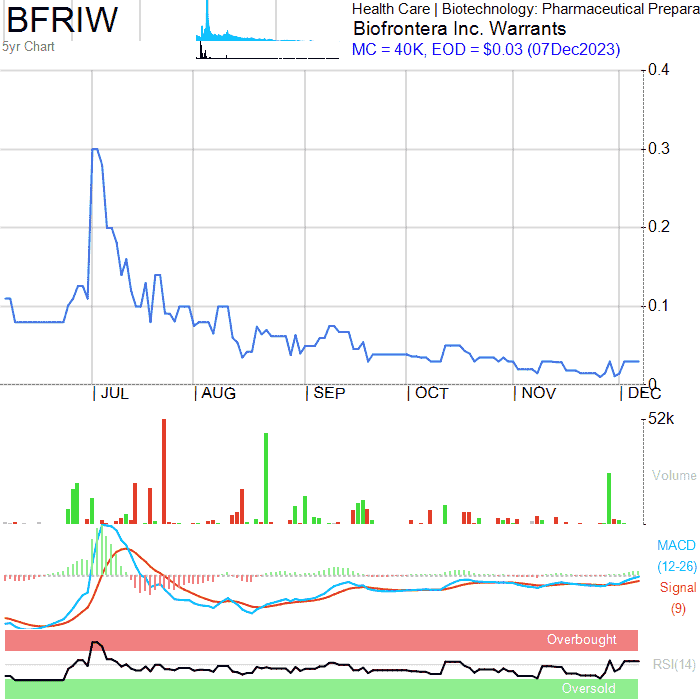 BFRIW
5yr Chart
Health Care | Biotechnology: Pharmaceutical Prepara
Biofrontera Inc. Warrants
MC = 40K, EOD = $0.03 (07Dec2023)
0.4
0.3
0.2
0.1
0
JUL AUG SEP OCT NOV DEC
52k
Volume
MACD
(12-26)
Signal
(9)
Overbought
RSI(14)
Oversold